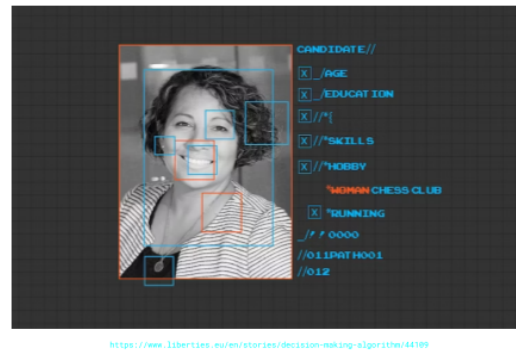 CANDIDATE//
X _/AGE
X _/EDUCATION
X //*[
X //*SKILLS
X //*HOBBY
*WOMAN CHESS CLUB
X *RUNNING
_/// 0000
//011PATH001
//012
https://www.liberties.eu/en/stories/decision-making-algorithm/44109